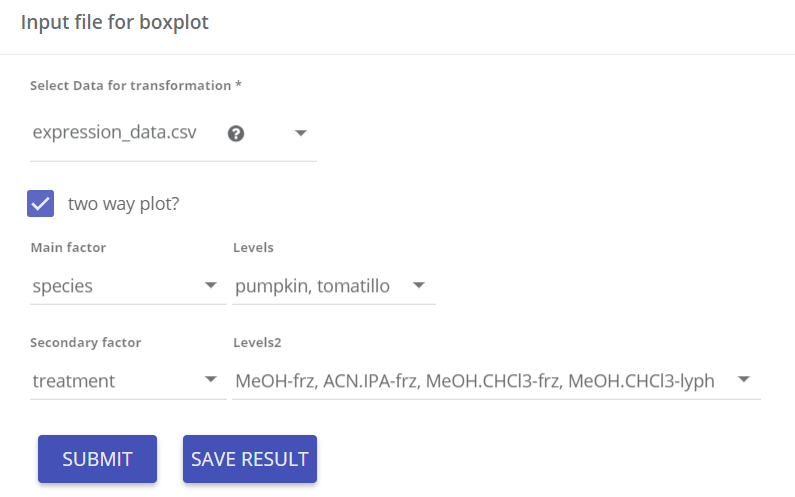 Input file for boxplot
Select Data for transformation *
expression_data.csv ?
two way plot?
Main factor Levels
species pumpkin, tomatillo
Secondary factor Levels2
treatment MeOH-frz, ACN.IPA-frz, MeOH.CHCl3-frz, MeOH.CHCl3-lyph
SUBMIT SAVE RESULT